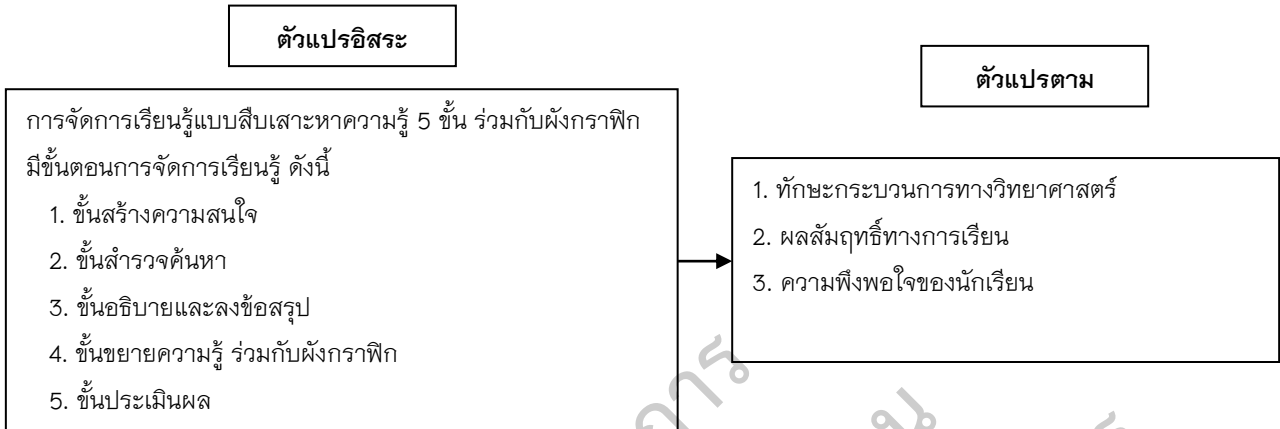 ตัวแปรอิสระ
การจัดการเรียนรู้แบบสืบเสาะหาความรู้ 5 ขั้น ร่วมกับผังกราฟิก
มีขั้นตอนการจัดการเรียนรู้ ดังนี้
1. ขั้นสร้างความสนใจ
2. ขั้นสำรวจค้นหา
3. ขั้นอธิบายและลงข้อสรุป
4. ขั้นขยายความรู้ ร่วมกับผังกราฟิก
5. ขั้นประเมินผล
ตัวแปรตาม
1. ทักษะกระบวนการทางวิทยาศาสตร์
2. ผลสัมฤทธิ์ทางการเรียน
3. ความพึงพอใจของนักเรียน